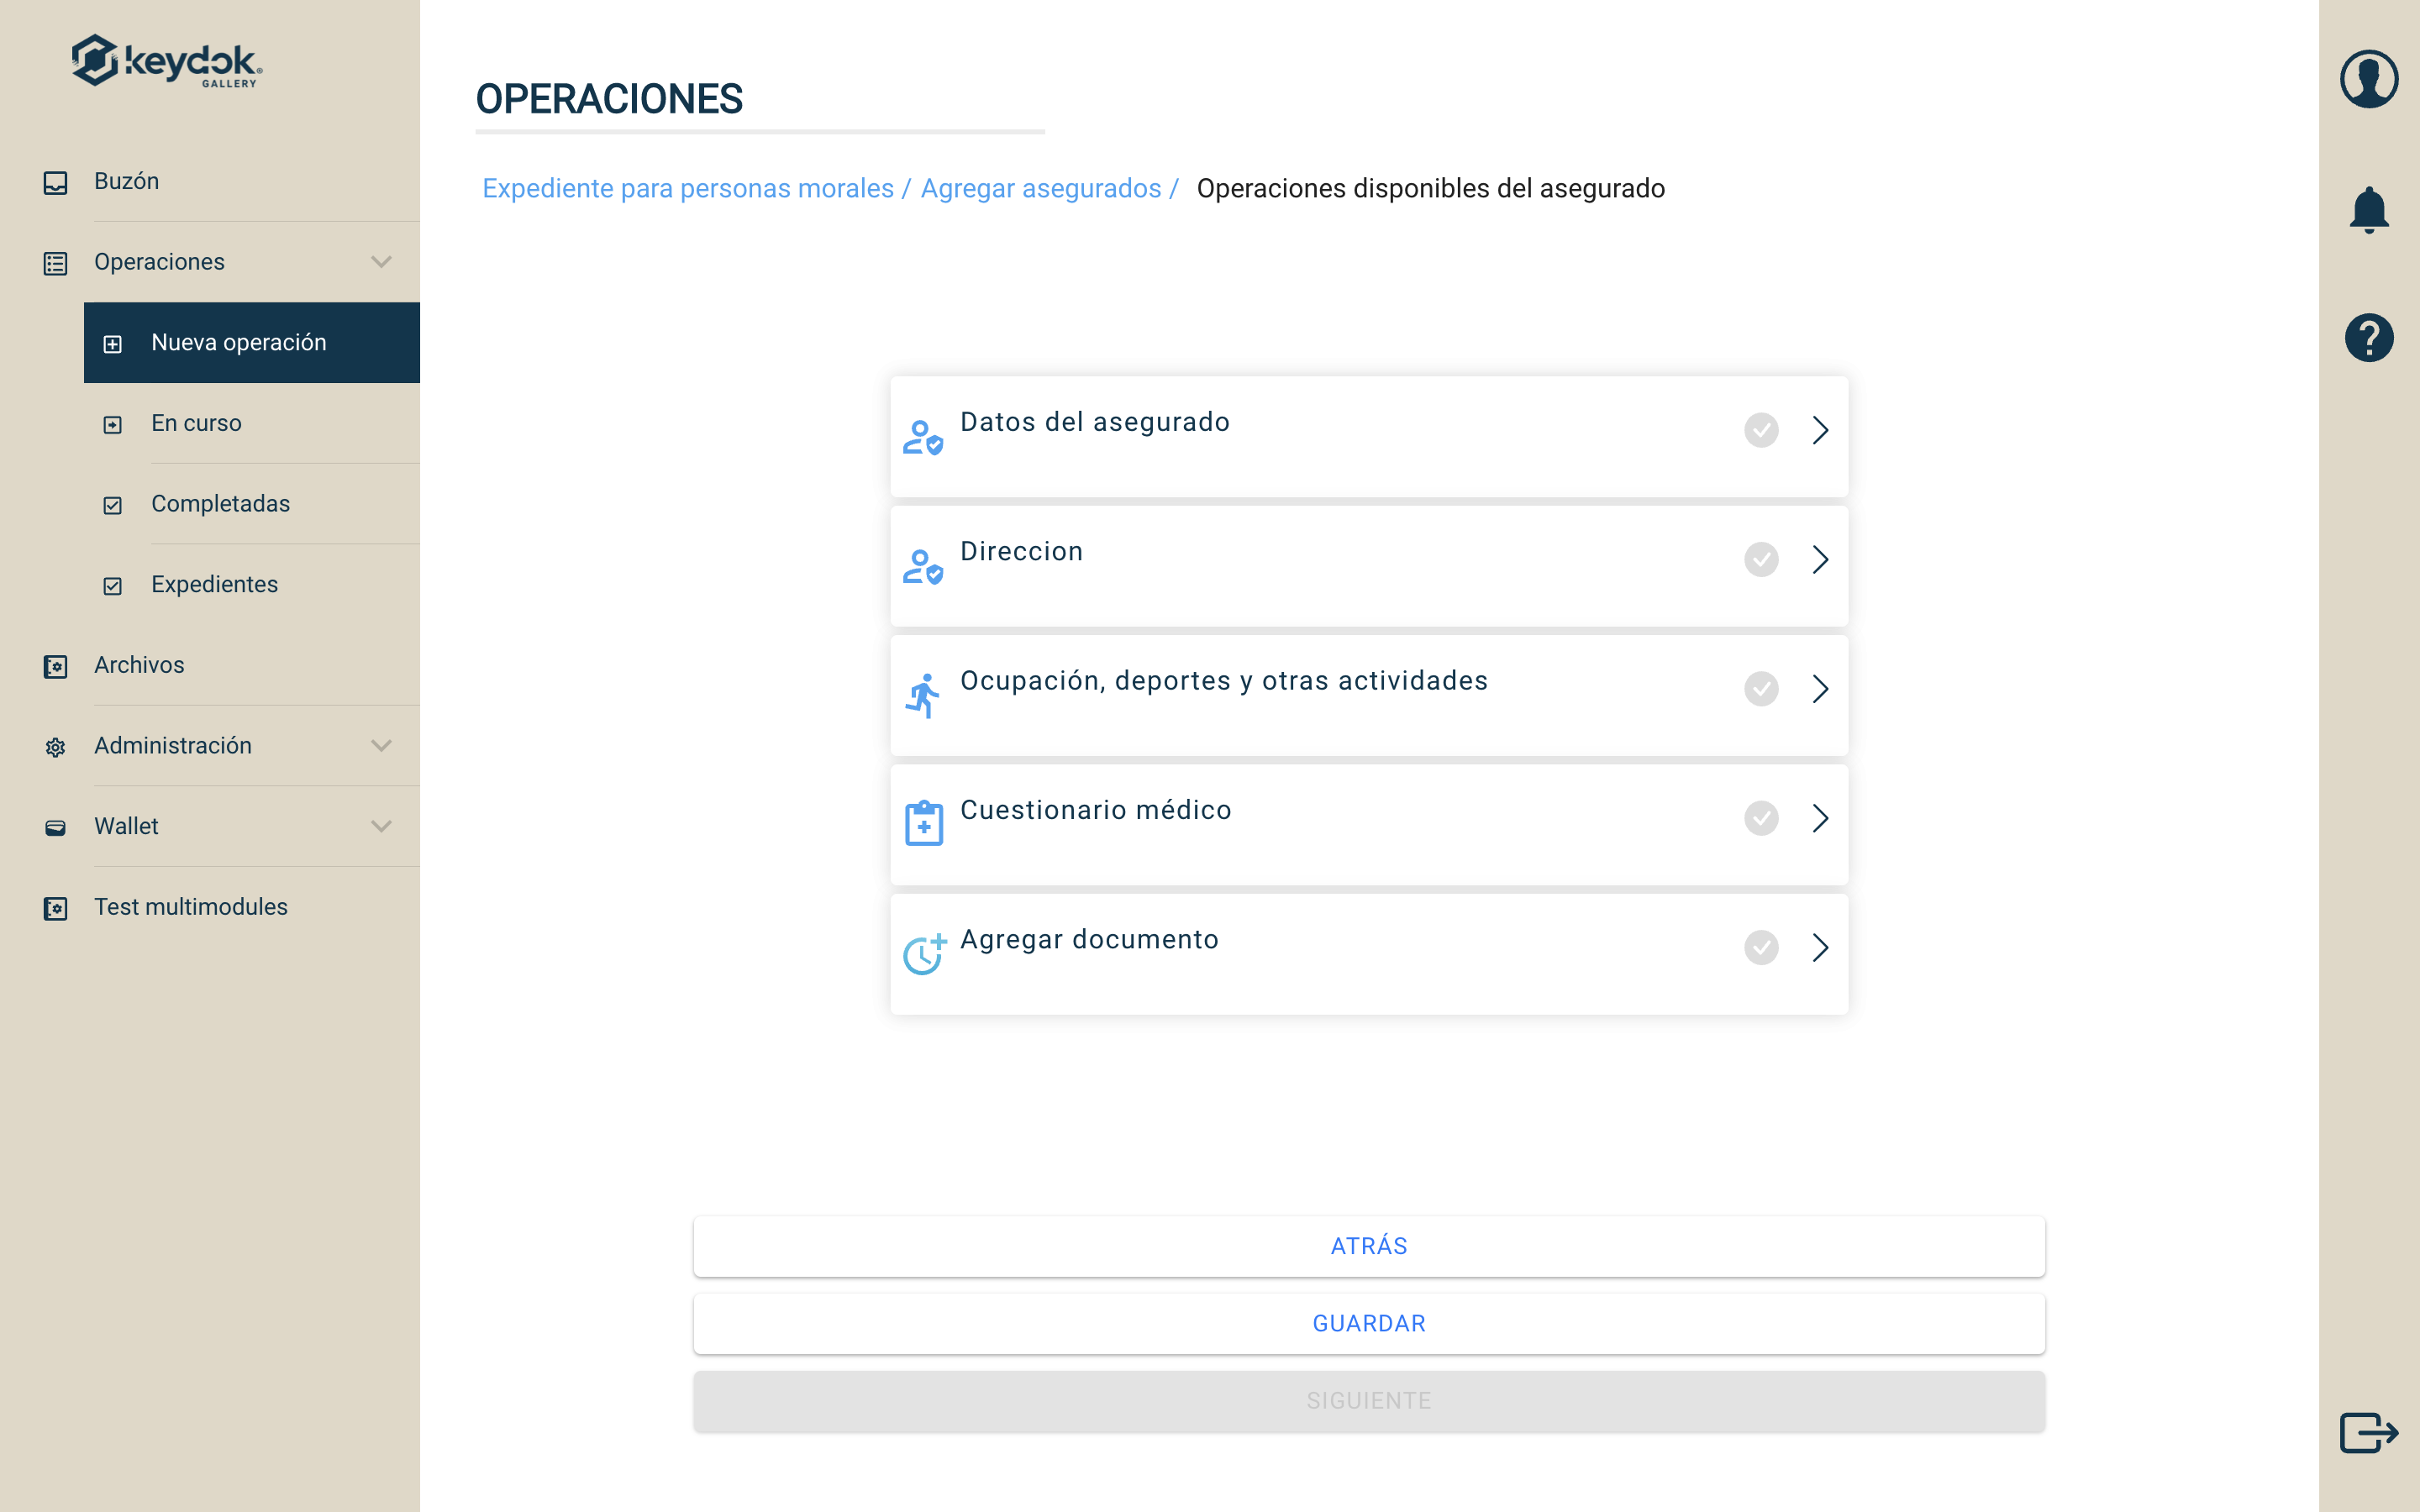 keydok®
GALLERY
Buzón
Operaciones
Nueva operación
En curso
Completadas
Expedientes
Archivos
Administración
Wallet
Test multimodules
OPERACIONES
Expediente para personas morales / Agregar asegurados / Operaciones disponibles del asegurado
Datos del asegurado
Direccion
Ocupación, deportes y otras actividades
Cuestionario médico
Agregar documento
ATRÁS
GUARDAR
SIGUIENTE